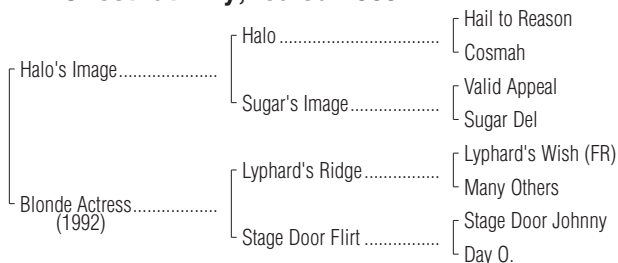 Hail to Reason
Halo
Cosmah
Halo's Image
Valid Appeal
Sugar's Image
Sugar Del
Lyphard's Wish (FR)
Lyphard's Ridge
Many Others
Blonde Actress
(1992)
Stage Door Johnny
Stage Door Flirt
Day O.